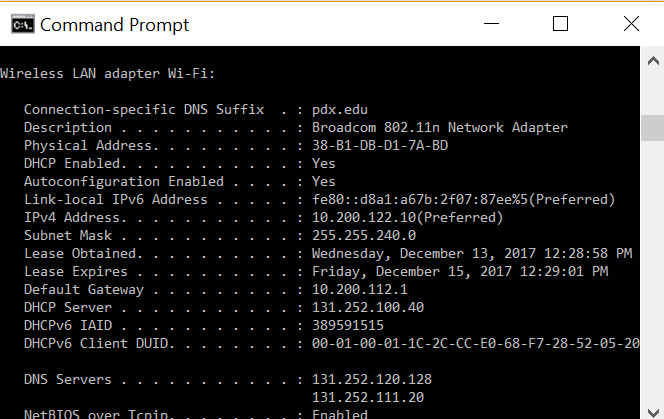 Command Prompt
Wireless LAN adapter Wi-Fi:
Connection-specific DNS Suffix  . : pdx.edu
Description . . . . . . . . . . . : Broadcom 802.11n Network Adapter
Physical Address. . . . . . . . . : 38-B1-DB-D1-7A-BD
DHCP Enabled. . . . . . . . . . . : Yes
Autoconfiguration Enabled . . . . : Yes
Link-local IPv6 Address . . . . . : fe80::d8a1:a67b:2f07:87ee%5(Preferred)
IPv4 Address. . . . . . . . . . . : 10.200.122.10(Preferred)
Subnet Mask . . . . . . . . . . . : 255.255.240.0
Lease Obtained. . . . . . . . . . : Wednesday, December 13, 2017 12:28:58 PM
Lease Expires . . . . . . . . . . : Friday, December 15, 2017 12:29:01 PM
Default Gateway . . . . . . . . . : 10.200.112.1
DHCP Server . . . . . . . . . . . : 131.252.100.40
DHCPv6 IAID . . . . . . . . . . . : 389591515
DHCPv6 Client DUID. . . . . . . . : 00-01-00-01-1C-2C-CC-E0-68-F7-28-52-05-20
DNS Servers . . . . . . . . . . . : 131.252.120.128
131.252.111.20
NetBIOS over Tcpip. . . . . . . . : Enabled